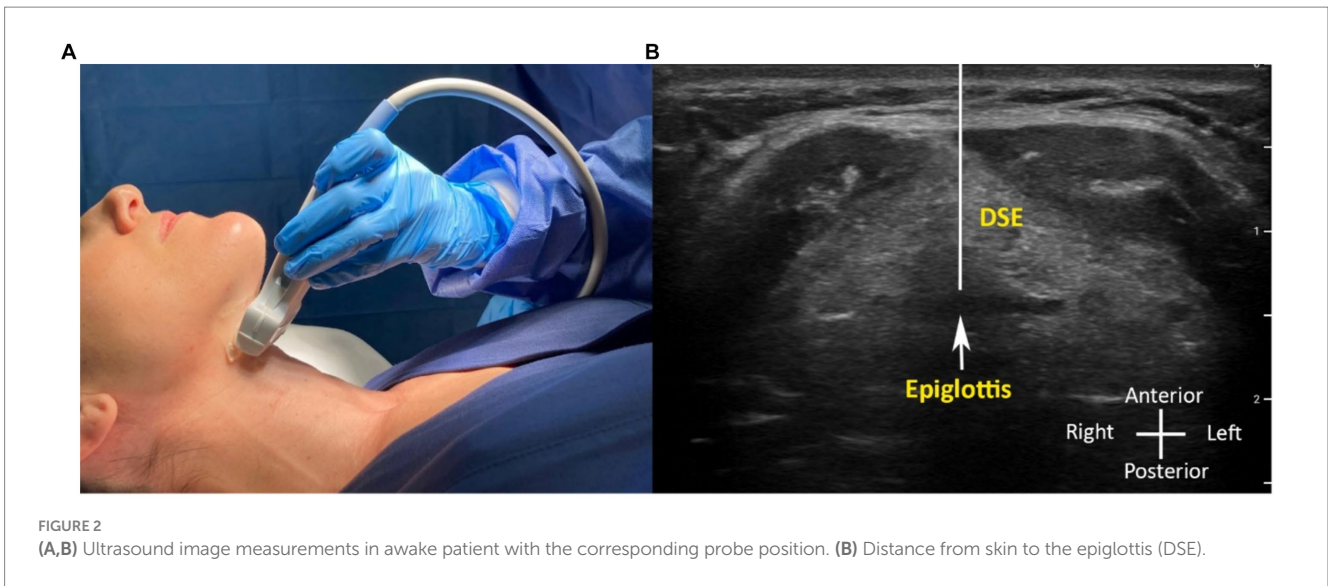 A
B
0
DSE
1
Epiglottis
2
Anterior
Right
Left
Posterior
FIGURE 2
(A,B) Ultrasound image measurements in awake patient with the corresponding probe position. (B) Distance from skin to the epiglottis (DSE).